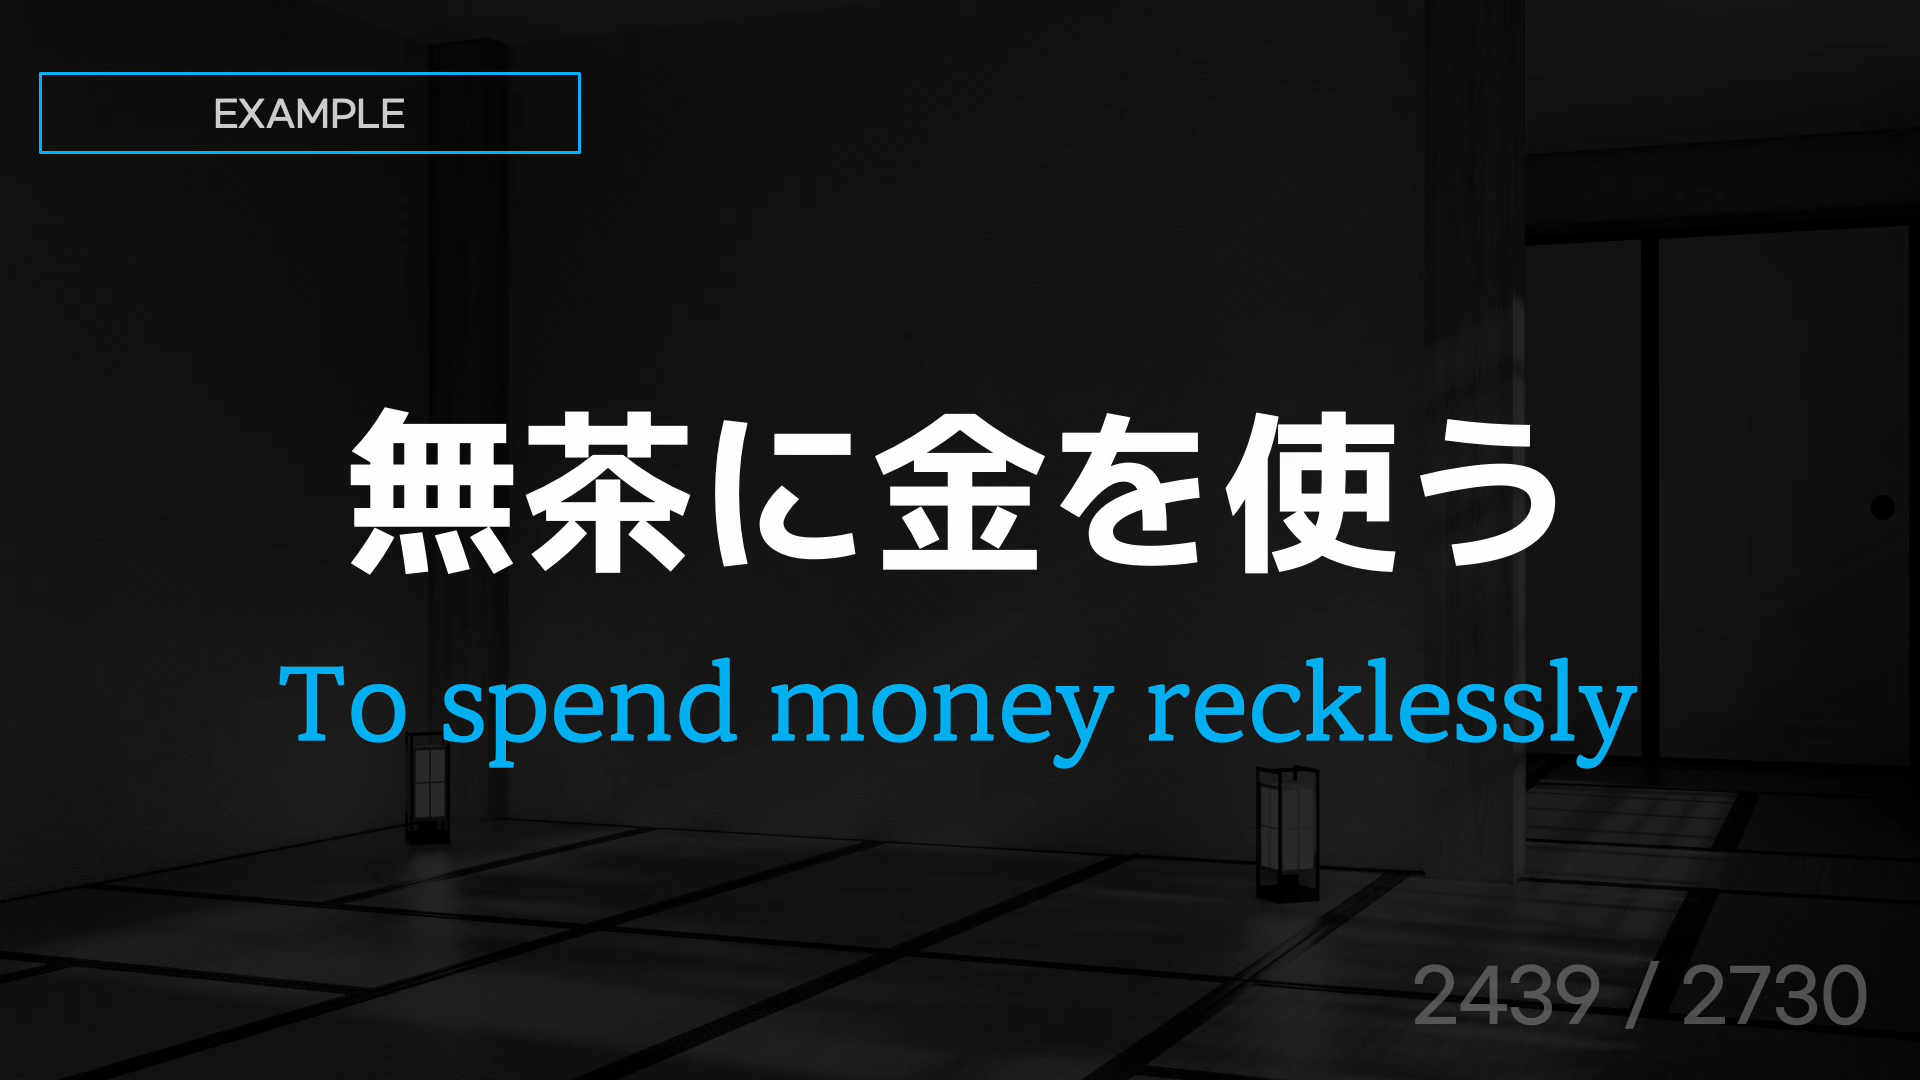 EXAMPLE
無茶に金を使う
To spend money recklessly
2439 / 2730